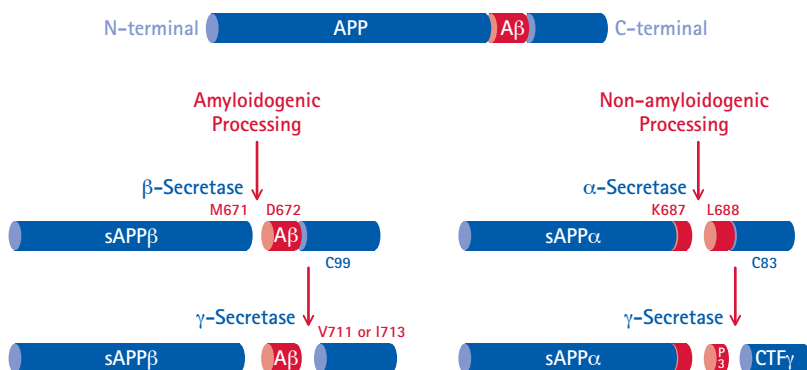 N-terminal APP Aβ C-terminal
Amyloidogenic
Processing
Non-amyloidogenic
Processing
β-Secretase
α-Secretase
M671 D672
K687 L688
sAPPβ Aβ
sAPPα
C99
C83
γ-Secretase
γ-Secretase
V711 or I713
sAPPβ Aβ
sAPPα P3 CTFγ